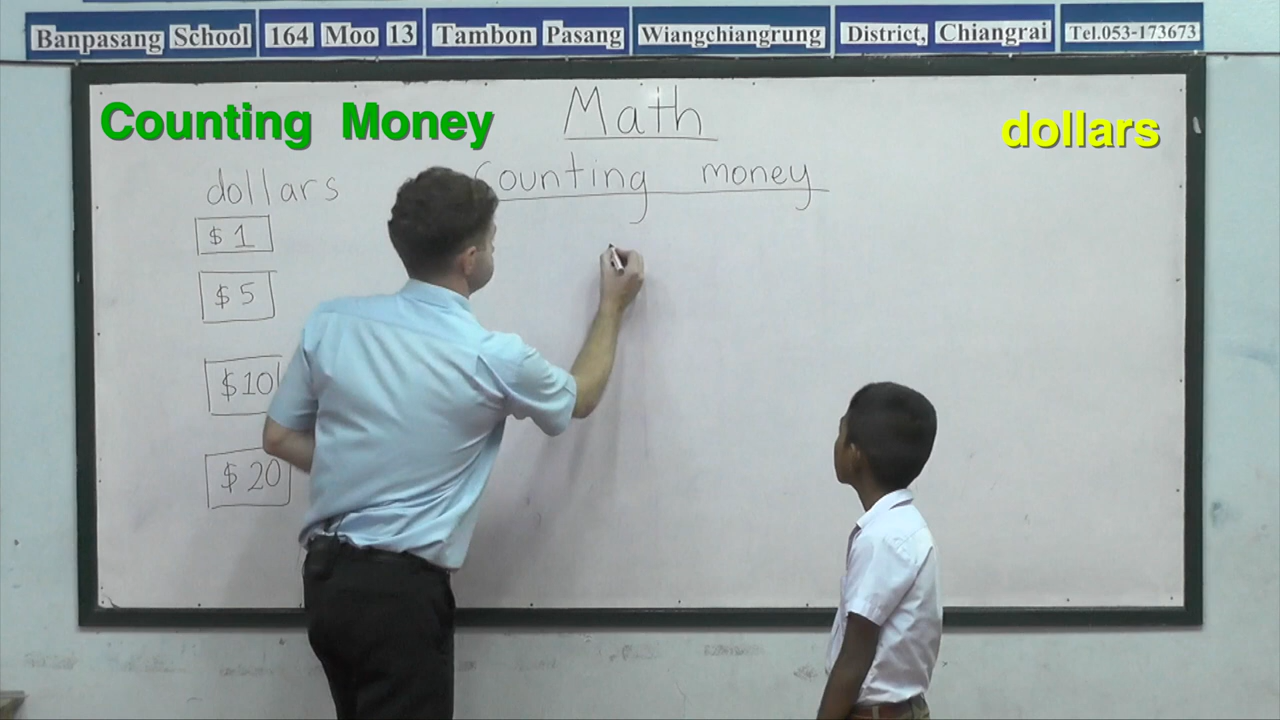 Banpasang School 164 Moo 13 Tambon Pasang Wiangchiangrung District, Chiangrai Tel.053-173673
Counting Money
Math
dollars
dollars
Counting money
$1
$5
$10
$20